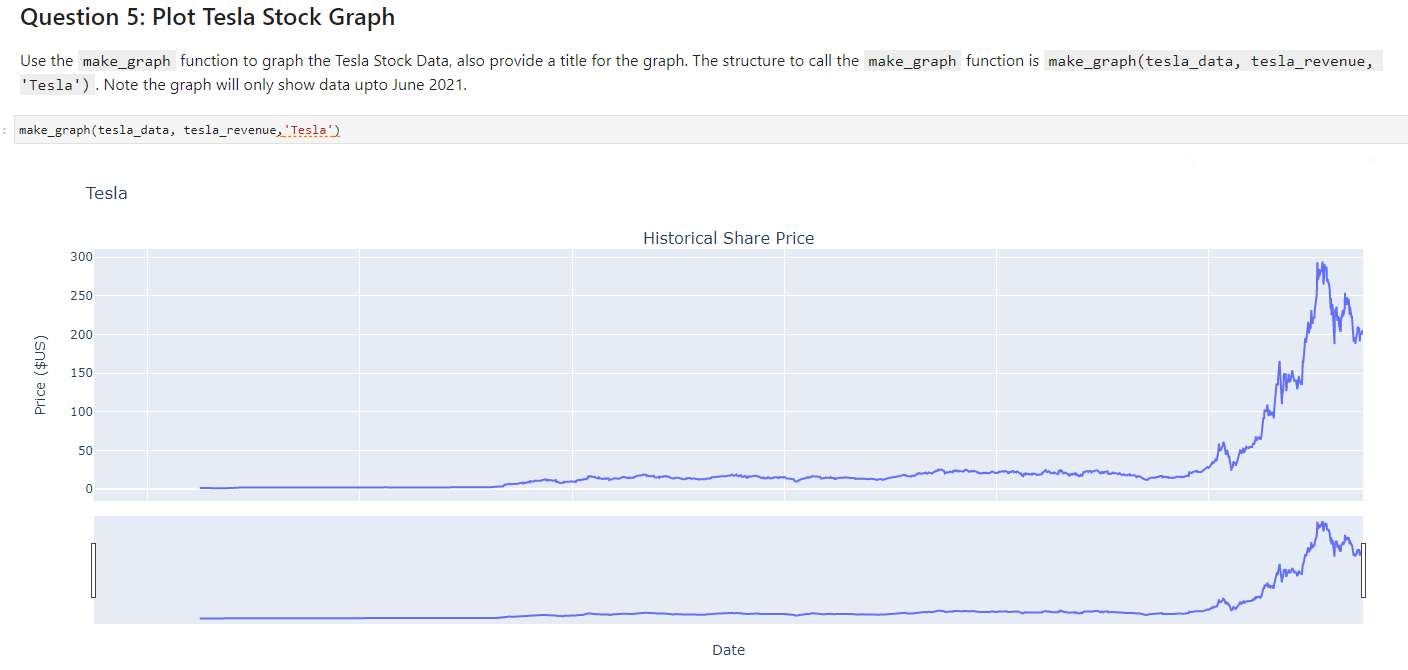 Question 5: Plot Tesla Stock Graph
Use the make_graph function to graph the Tesla Stock Data, also provide a title for the graph. The structure to call the make_graph function is make_graph(tesla_data, tesla_revenue,
'Tesla') . Note the graph will only show data upto June 2021.
: make_graph(tesla_data, tesla_revenue,'Tesla')
Tesla
Historical Share Price
300
250
200
150
100
50
0
Price ($US)
Date